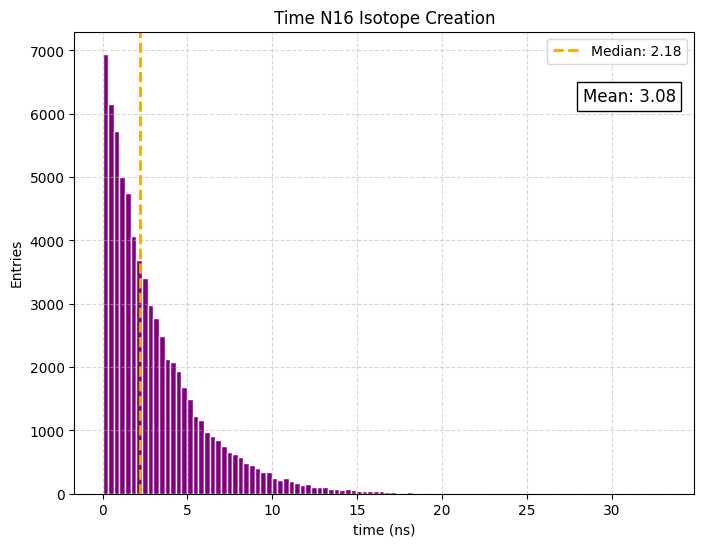 Time N16 Isotope Creation
Median: 2.18
Mean: 3.08
Entries
7000
6000
5000
4000
3000
2000
1000
0
0 5 10 15 20 25 30
time (ns)